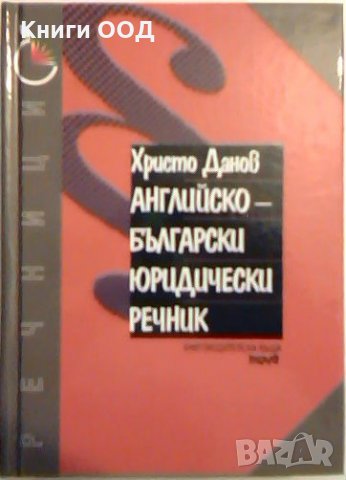 Книги ООД
РЕЧНИЦИ
Христо Данов
АНГЛИЙСКО –
БЪЛГАРСКИ
ЮРИДИЧЕСКИ
РЕЧНИК
BAZAR